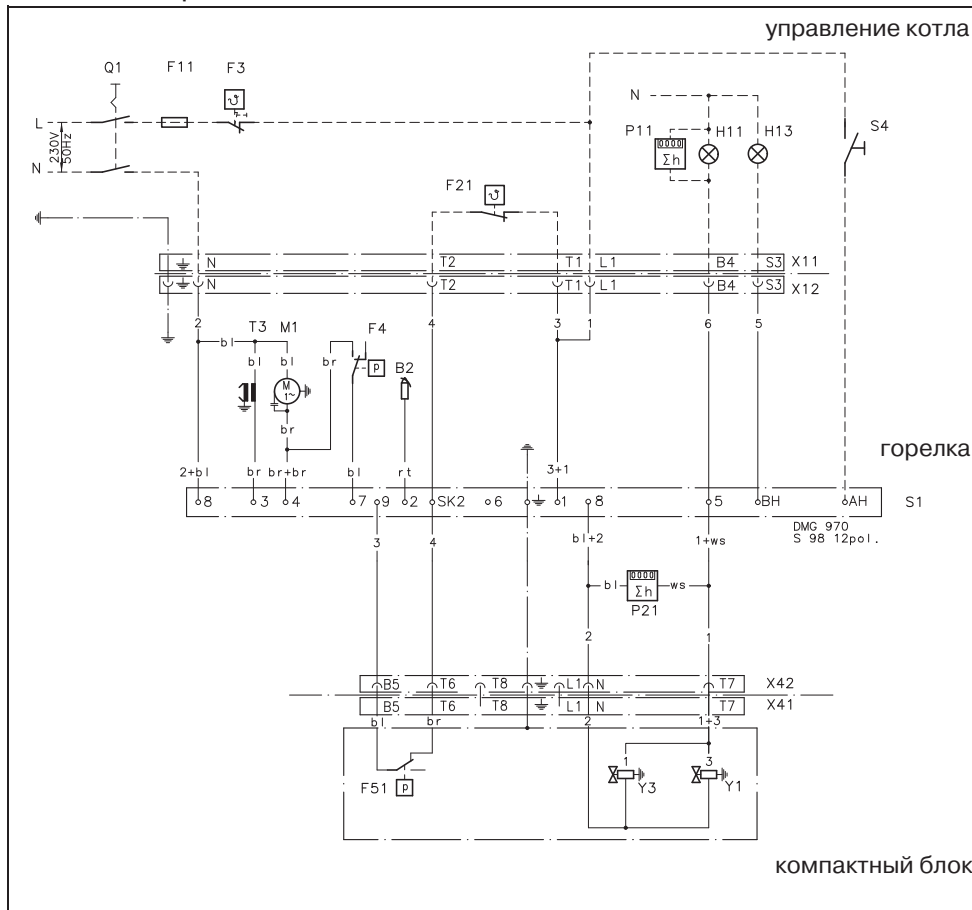 управление котла
Q1 F11 F3
N
P11 H11 H13 S4
L
230V
50Hz
0000
Σh
N
F21
ϑ
ϑ
N T2 T1 L1 B4 S3 X11
N T2 T1 L1 B4 S3 X12
2 4 3 1 6 5
T3 M1 F4
bl
bl bl br
p B2
M
1~
br
горелка
2+bl br br+br bl rt 3+1
8 3 4 7 9 2 SK2 6 1 8 5 BH AH S1
DMG 970
S 98 12pol.
3 4 bl+2 1+ws
0000
bl Σh ws
P21
2 1
B5 T6 T8 L1 N T7 X42
B5 T6 T8 L1 N T7 X41
bl br 2 1+3
1 3
F51 p Y3 Y1
компактный блок